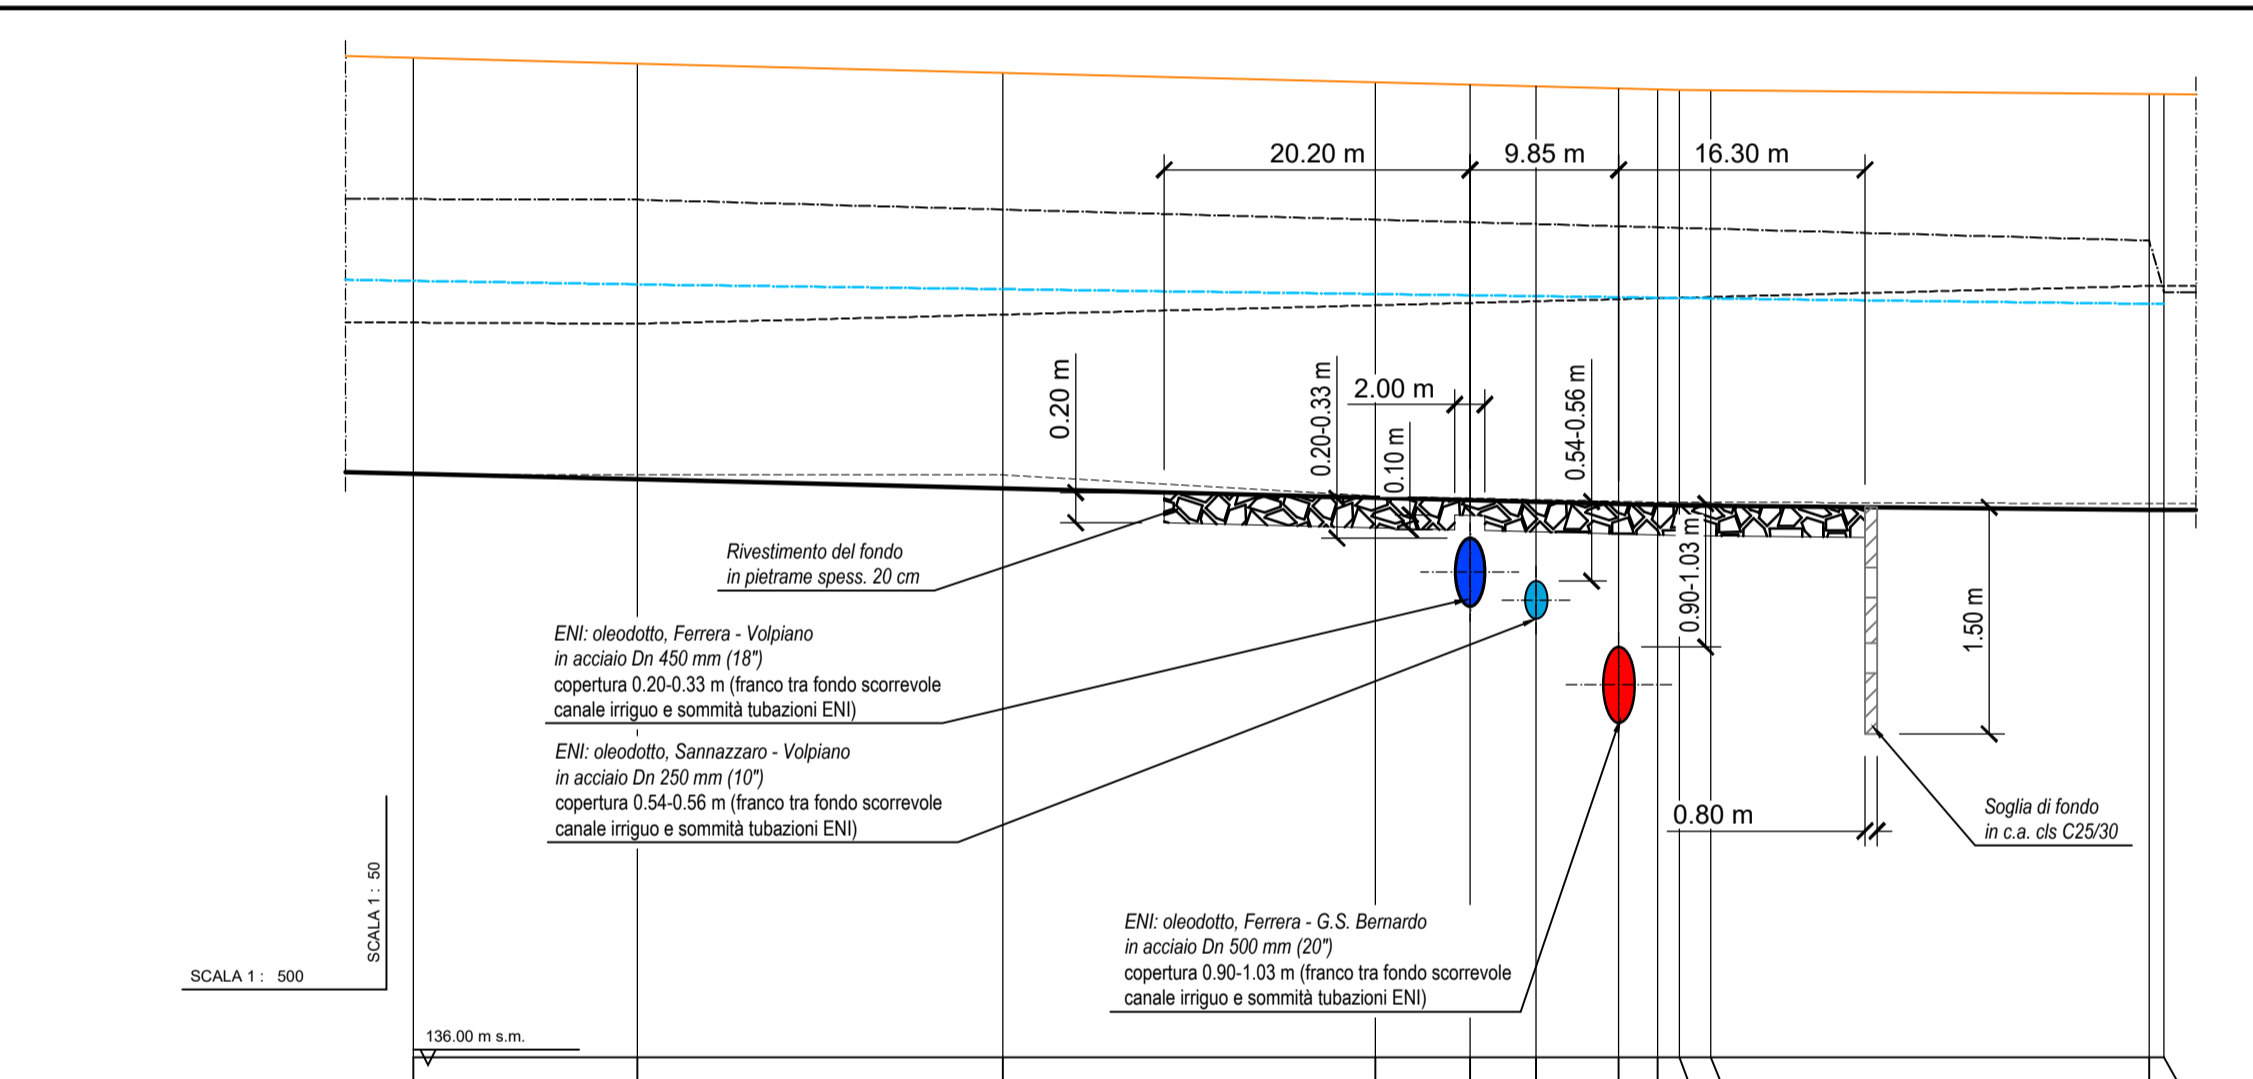 20.20 m
9.85 m
16.30 m
0.20 m
0.20-0.33 m
2.00 m
0.10 m
0.54-0.56 m
0.90-1.03 m
1.50 m
Rivestimento del fondo
in pietrame spess. 20 cm
ENI: oleodotto, Ferrera - Volpiano
in acciaio Dn 450 mm (18")
copertura 0.20-0.33 m (franco tra fondo scorrevole
canale irriguo e sommità tubazioni ENI)
ENI: oleodotto, Sannazzaro - Volpiano
in acciaio Dn 250 mm (10")
copertura 0.54-0.56 m (franco tra fondo scorrevole
canale irriguo e sommità tubazioni ENI)
0.80 m
Soglia di fondo
in c.a. cls C25/30
ENI: oleodotto, Ferrera - G.S. Bernardo
in acciaio Dn 500 mm (20")
copertura 0.90-1.03 m (franco tra fondo scorrevole
canale irriguo e sommità tubazioni ENI)
SCALA 1 : 50
SCALA 1 : 500
136.00 m s.m.